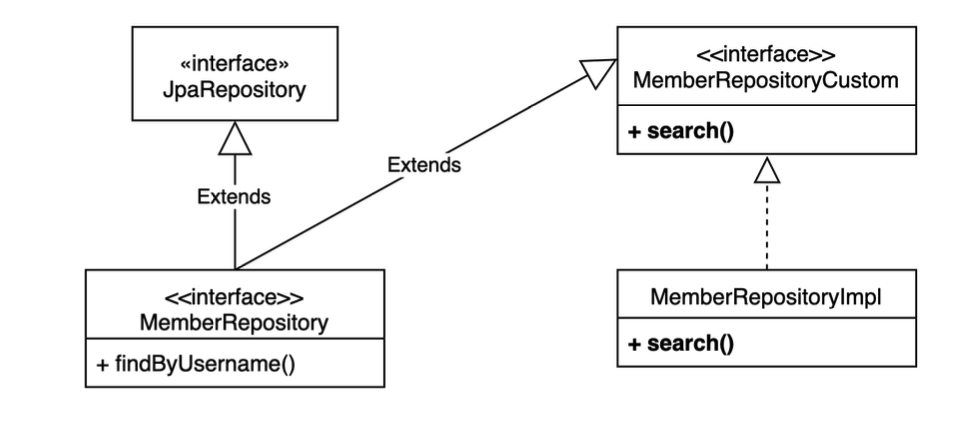 «interface»
JpaRepository
<<interface>>
MemberRepositoryCustom
+ search()
Extends
Extends
<<interface>>
MemberRepository
+ findByUsername()
MemberRepositoryImpl
+ search()